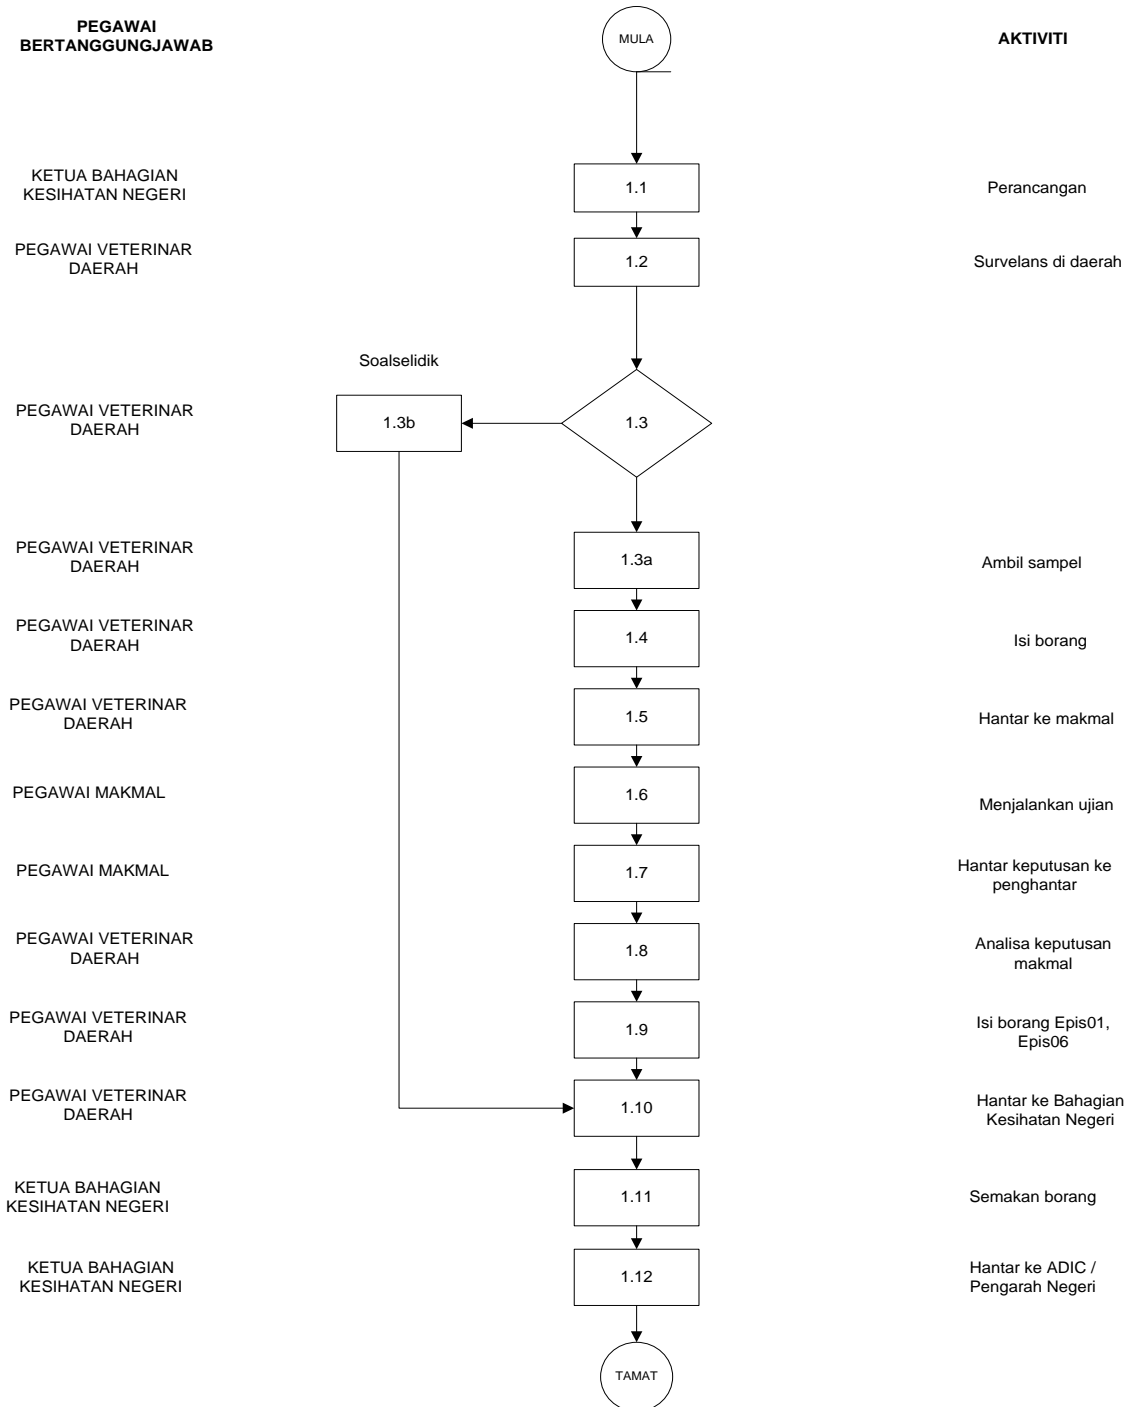 PEGAWAI
BERTANGGUNGJAWAB
MULA
AKTIVITI
KETUA BAHAGIAN
KESIHATAN NEGERI
1.1
Perancangan
PEGAWAI VETERINAR
DAERAH
1.2
Survelans di daerah
Soalselidik
PEGAWAI VETERINAR
DAERAH
1.3b
1.3
PEGAWAI VETERINAR
DAERAH
1.3a
Ambil sampel
PEGAWAI VETERINAR
DAERAH
1.4
Isi borang
PEGAWAI VETERINAR
DAERAH
1.5
Hantar ke makmal
PEGAWAI MAKMAL
1.6
Menjalankan ujian
PEGAWAI MAKMAL
1.7
Hantar keputusan ke
penghantar
PEGAWAI VETERINAR
DAERAH
1.8
Analisa keputusan
makmal
PEGAWAI VETERINAR
DAERAH
1.9
Isi borang Epis01,
Epis06
PEGAWAI VETERINAR
DAERAH
1.10
Hantar ke Bahagian
Kesihatan Negeri
KETUA BAHAGIAN
KESIHATAN NEGERI
1.11
Semakan borang
KETUA BAHAGIAN
KESIHATAN NEGERI
1.12
Hantar ke ADIC /
Pengarah Negeri
TAMAT